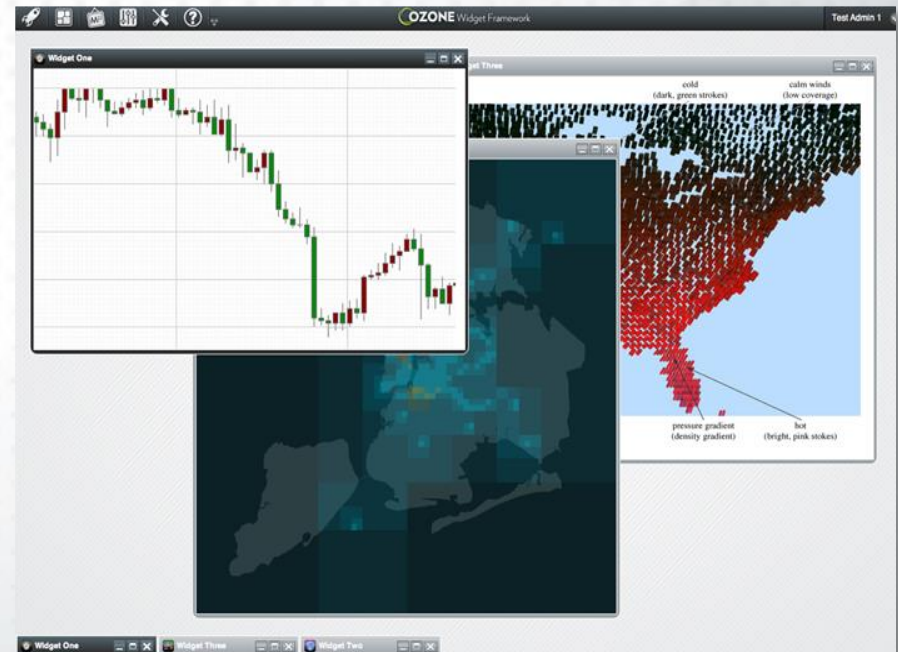 OZONE Widget Framework
Test Admin 1
Widget One
Three
cold
(dark, green strokes)
calm winds
(low coverage)
pressure gradient
(density gradient)
hot
(bright, pink stokes)
Widget One
Widget Three
Widget Two